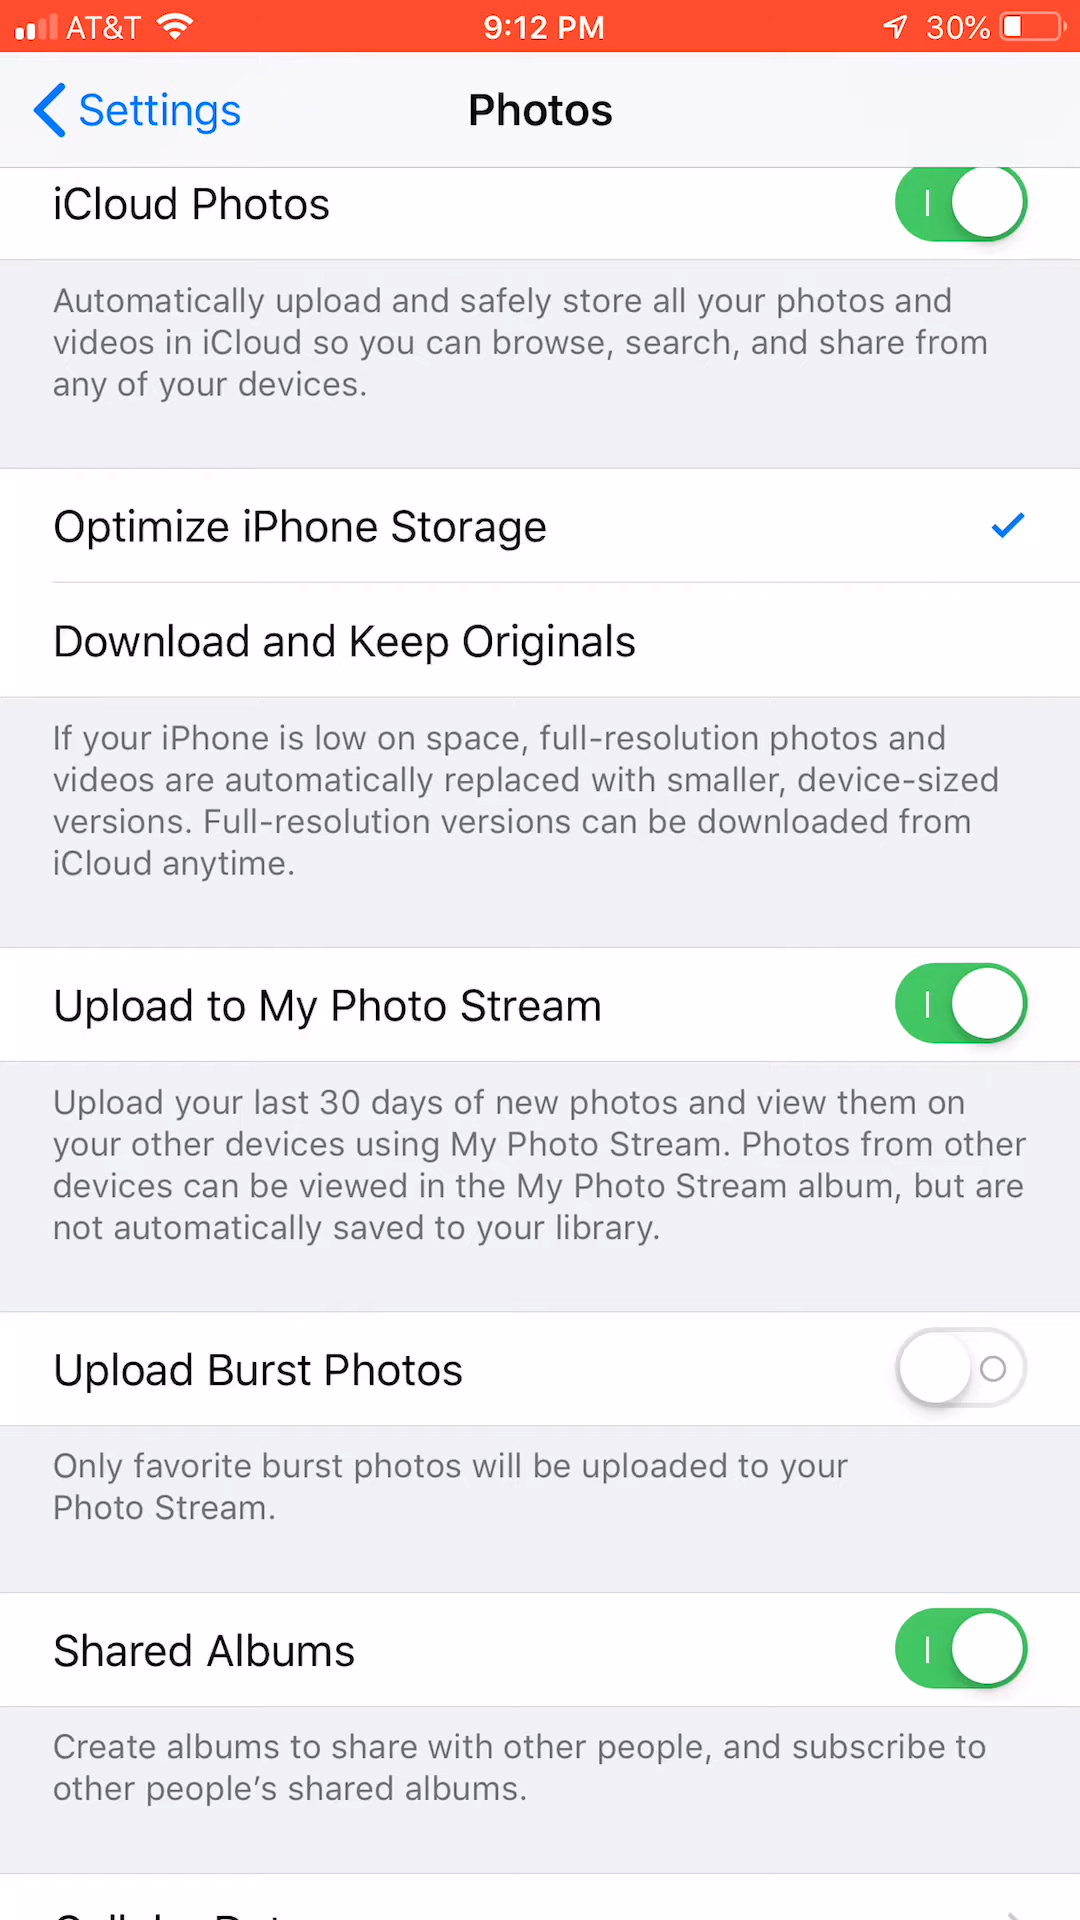 AT&T 9:12 PM 30%
Settings Photos
iCloud Photos
Automatically upload and safely store all your photos and
videos in iCloud so you can browse, search, and share from
any of your devices.
Optimize iPhone Storage
Download and Keep Originals
If your iPhone is low on space, full-resolution photos and
videos are automatically replaced with smaller, device-sized
versions. Full-resolution versions can be downloaded from
iCloud anytime.
Upload to My Photo Stream
Upload your last 30 days of new photos and view them on
your other devices using My Photo Stream. Photos from other
devices can be viewed in the My Photo Stream album, but are
not automatically saved to your library.
Upload Burst Photos
Only favorite burst photos will be uploaded to your
Photo Stream.
Shared Albums
Create albums to share with other people, and subscribe to
other people’s shared albums.